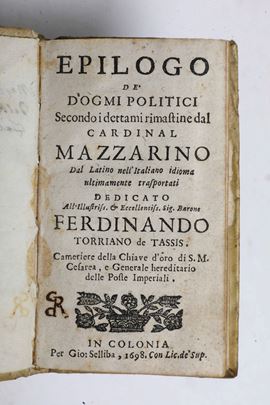 EPILOGO
DE'
DOGMI POLITICI
Secondo i dettami rimastine dal
CARDINAL
MAZZARINO
Dal Latino nell'Italiano idioma
ultimamente trasportati
DEDICATO
All'Illustriss. & Eccellentiss. Sig. Barone
FERDINANDO
TORRIANO de TASSIS.
Cameriere della Chiave d'oro di S. M.
Cesarea, e Generale hereditario
delle Poste Imperiali.
IN COLONIA
Per Gio: Selliba, 1698. Con Lic. de' Sup.